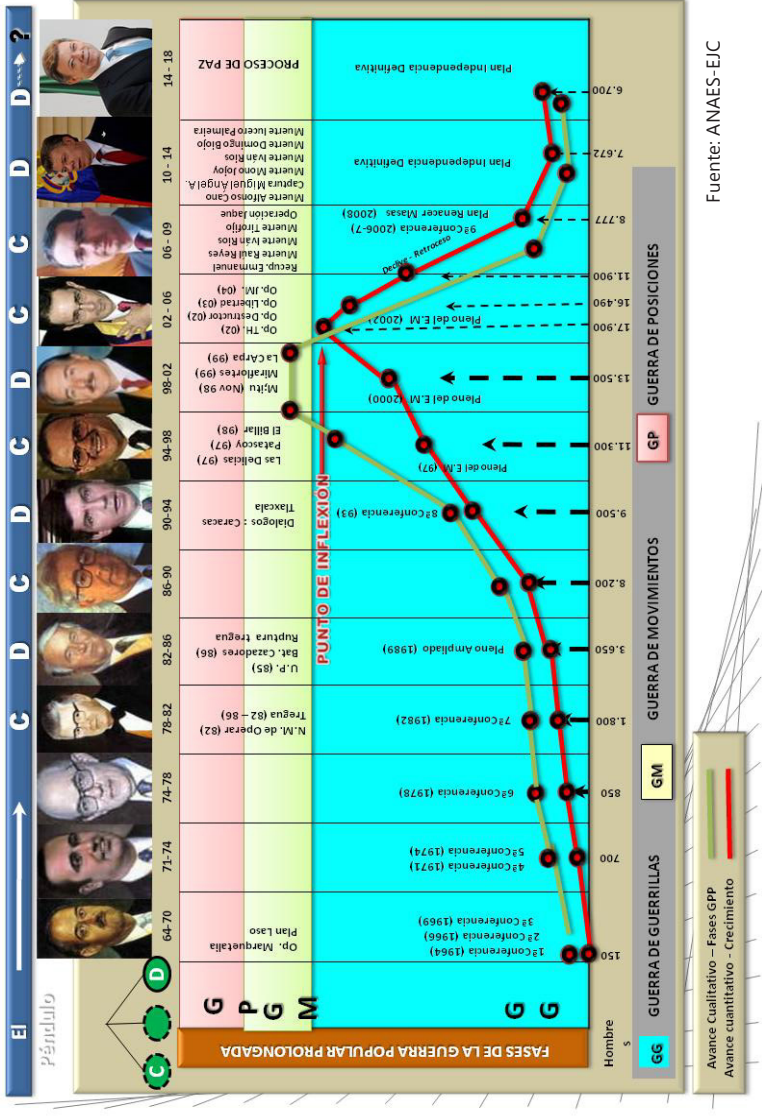 El C D C D C D C C D D ?
Péndulo
C D
64-70
71-74
74-78
78-82
82-86
86-90
90-94
94-98
98-02
02 - 06
06 - 09
10 - 14
14 - 18
FASES DE LA GUERRA POPULAR PROLONGADA
G
P
G
M
G
G
Op. Marquetalia
Plan Laso
N.M. de Operar (82)
Tregua (82 – 86)
U.P. (85)
Bat. Cazadores (86)
Ruptura tregua
Dialogos : Caracas
Tlaxcala
Las Delicias (97)
Patascoy (97)
El Billar (98)
Mjitu (Nov 98)
Miraflortes (99)
La CArpa (99)
Op. TH. (02)
Op. Destructor (02)
Op. Libertad (03)
Op. JM. (04)
Recup. Emmanuel
Muerte Raúl Reyes
Muerte Iván Ríos
Muerte Tirofijo
Operación Jaque
Muerte Alfonso Cano
Captura Miguel Ángel A.
Muerte Mono Jojoy
Muerte Iván Ríos
Muerte Domingo Biojo
Muerte lucero Palmeira
PROCESO DE PAZ
PUNTO DE INFLEXIÓN
1ª Conferencia (1964)
2ª Conferencia (1966)
3ª Conferencia (1969)
4ª Conferencia (1971)
5ª Conferencia (1974)
6ª Conferencia (1978)
7ª Conferencia (1982)
Pleno Ampliado (1989)
8ª Conferencia (93)
Pleno del E.M (97)
Pleno del E.M
(2000)
Pleno del E.M (2002)
Declive - Retroceso
9ª Conferencia (2006-7)
Plan Renacer Masas (2008)
Plan Independencia Definitiva
Plan Independencia Definitiva
Hombre
s
150
700
850
1.800
3.650
8.200
9.500
11.300
13.500
17.900
16.490
11.900
8.777
7.672
6.700
GG GUERRA DE GUERRILLAS
GM GUERRA DE MOVIMIENTOS
GP GUERRA DE POSICIONES
Avance Cualitativo – Fases GPP
Avance cuantitativo - Crecimiento
Fuente: ANAES-EJC